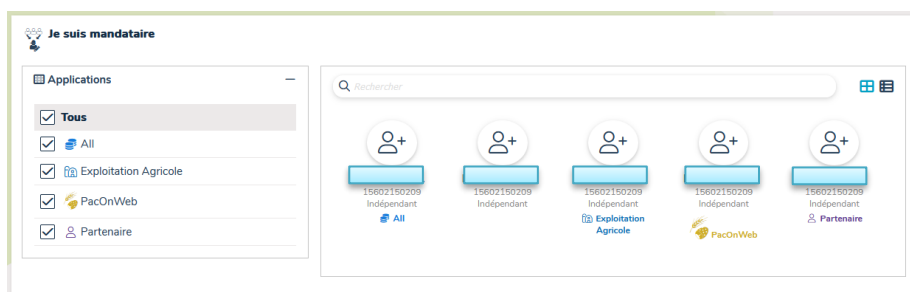 Je suis mandataire
Applications
Tous
All
Exploitation Agricole
PacOnWeb
Partenaire
Rechercher
15602150209
Indépendant
All
15602150209
Indépendant
15602150209
Indépendant
Exploitation
Agricole
15602150209
Indépendant
PacOnWeb
15602150209
Indépendant
Partenaire